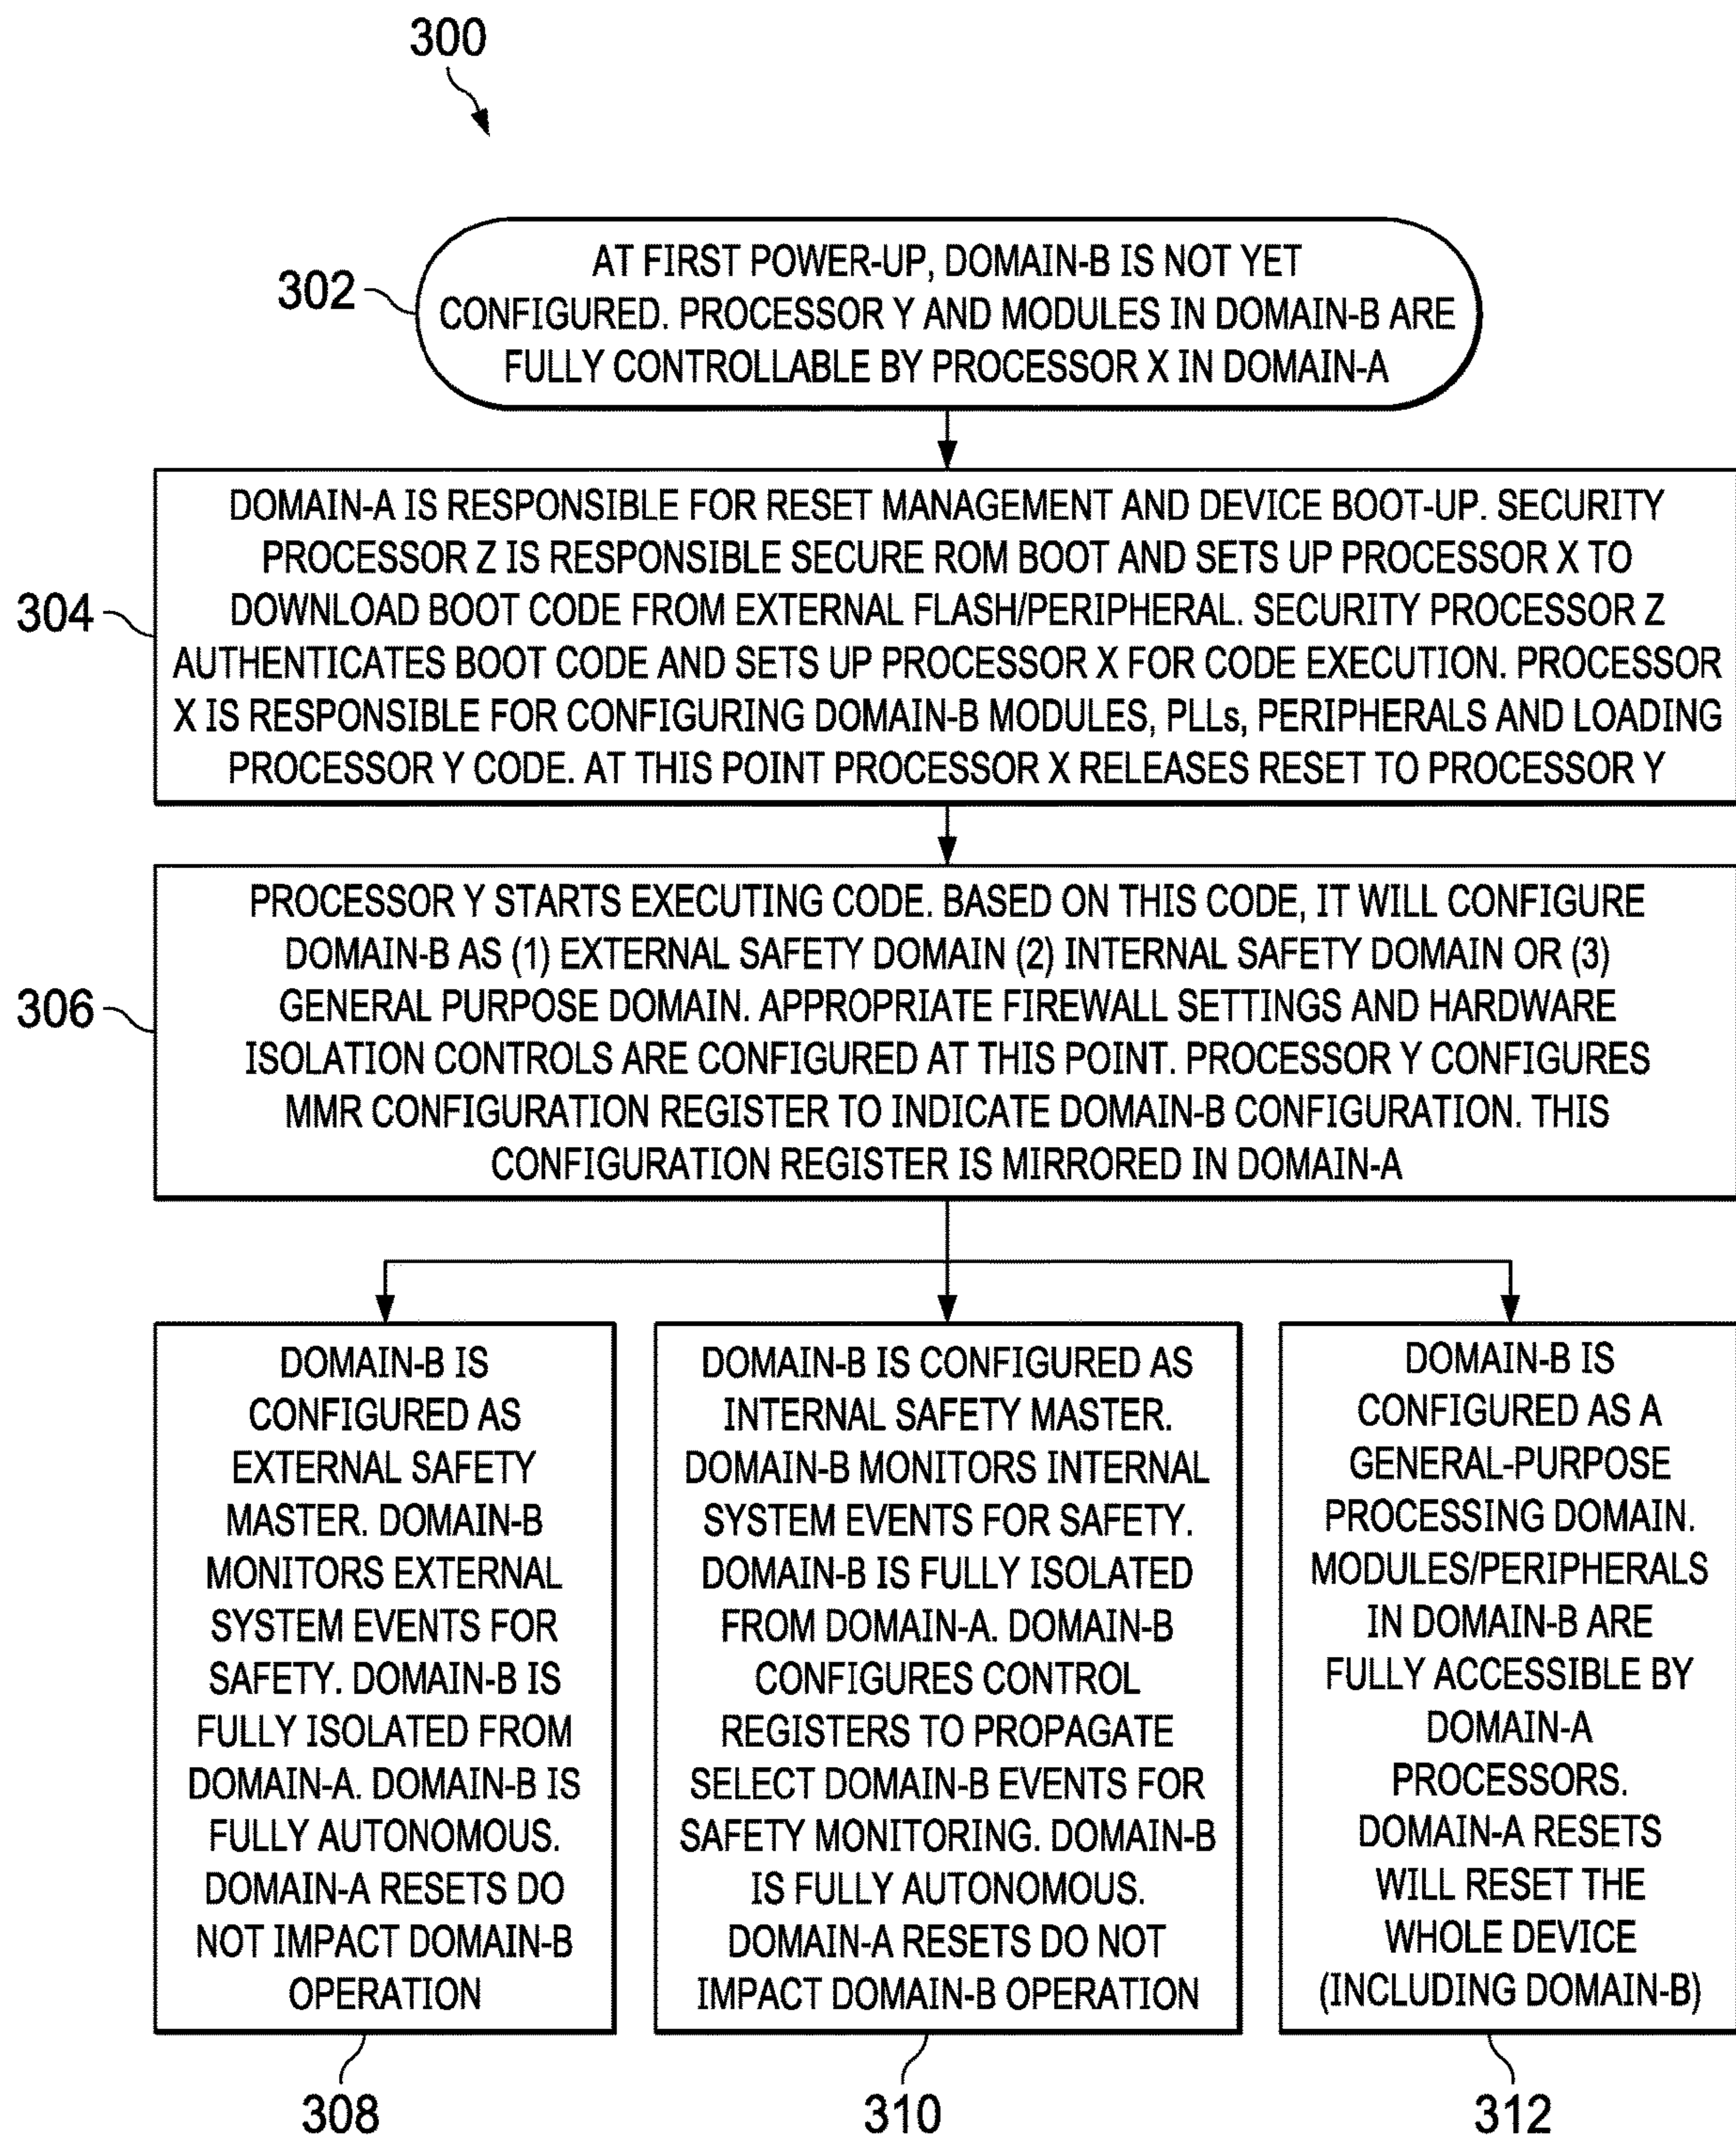 300
302
AT FIRST POWER-UP, DOMAIN-B IS NOT YET
CONFIGURED. PROCESSOR Y AND MODULES IN DOMAIN-B ARE
FULLY CONTROLLABLE BY PROCESSOR X IN DOMAIN-A
304
DOMAIN-A IS RESPONSIBLE FOR RESET MANAGEMENT AND DEVICE BOOT-UP. SECURITY
PROCESSOR Z IS RESPONSIBLE SECURE ROM BOOT AND SETS UP PROCESSOR X TO
DOWNLOAD BOOT CODE FROM EXTERNAL FLASH/PERIPHERAL. SECURITY PROCESSOR Z
AUTHENTICATES BOOT CODE AND SETS UP PROCESSOR X FOR CODE EXECUTION. PROCESSOR
X IS RESPONSIBLE FOR CONFIGURING DOMAIN-B MODULES, PLLs, PERIPHERALS AND LOADING
PROCESSOR Y CODE. AT THIS POINT PROCESSOR X RELEASES RESET TO PROCESSOR Y
306
PROCESSOR Y STARTS EXECUTING CODE. BASED ON THIS CODE, IT WILL CONFIGURE
DOMAIN-B AS (1) EXTERNAL SAFETY DOMAIN (2) INTERNAL SAFETY DOMAIN OR (3)
GENERAL PURPOSE DOMAIN. APPROPRIATE FIREWALL SETTINGS AND HARDWARE
ISOLATION CONTROLS ARE CONFIGURED AT THIS POINT. PROCESSOR Y CONFIGURES
MMR CONFIGURATION REGISTER TO INDICATE DOMAIN-B CONFIGURATION. THIS
CONFIGURATION REGISTER IS MIRRORED IN DOMAIN-A
DOMAIN-B IS
CONFIGURED AS
EXTERNAL SAFETY
MASTER. DOMAIN-B
MONITORS EXTERNAL
SYSTEM EVENTS FOR
SAFETY. DOMAIN-B IS
FULLY ISOLATED FROM
DOMAIN-A. DOMAIN-B IS
FULLY AUTONOMOUS.
DOMAIN-A RESETS DO
NOT IMPACT DOMAIN-B
OPERATION
308
DOMAIN-B IS CONFIGURED AS
INTERNAL SAFETY MASTER.
DOMAIN-B MONITORS INTERNAL
SYSTEM EVENTS FOR SAFETY.
DOMAIN-B IS FULLY ISOLATED
FROM DOMAIN-A. DOMAIN-B
CONFIGURES CONTROL
REGISTERS TO PROPAGATE
SELECT DOMAIN-B EVENTS FOR
SAFETY MONITORING. DOMAIN-B
IS FULLY AUTONOMOUS.
DOMAIN-A RESETS DO NOT
IMPACT DOMAIN-B OPERATION
310
DOMAIN-B IS
CONFIGURED AS A
GENERAL-PURPOSE
PROCESSING DOMAIN.
MODULES/PERIPHERALS
IN DOMAIN-B ARE
FULLY ACCESSIBLE BY
DOMAIN-A
PROCESSORS.
DOMAIN-A RESETS
WILL RESET THE
WHOLE DEVICE
(INCLUDING DOMAIN-B)
312